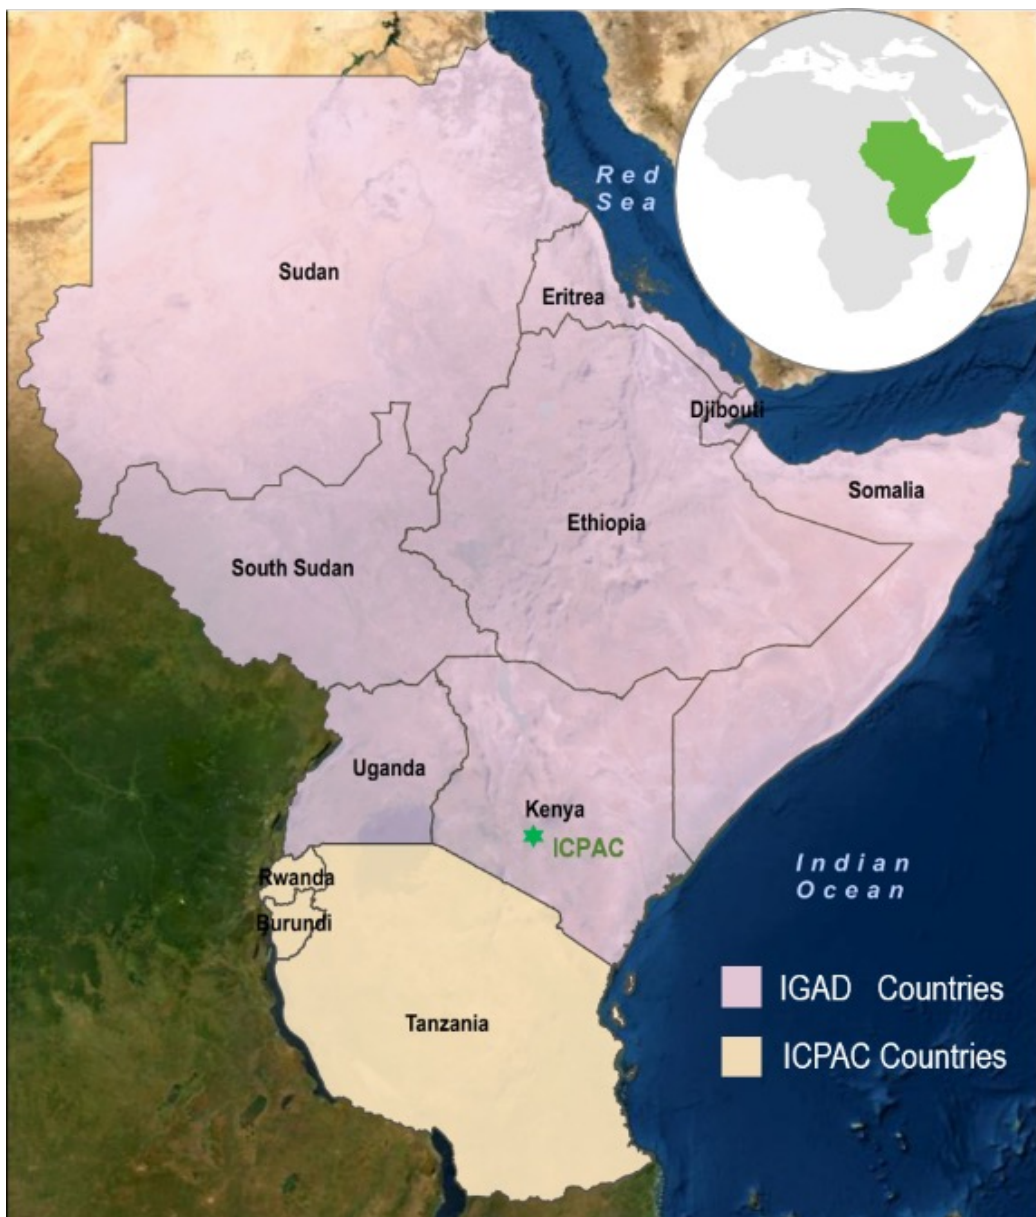 Red
Sea
Sudan
Eritrea
Djibouti
Somalia
Ethiopia
South Sudan
Uganda
Kenya
ICPAC
Rwanda
Burundi
Indian
Ocean
Tanzania
IGAD Countries
ICPAC Countries